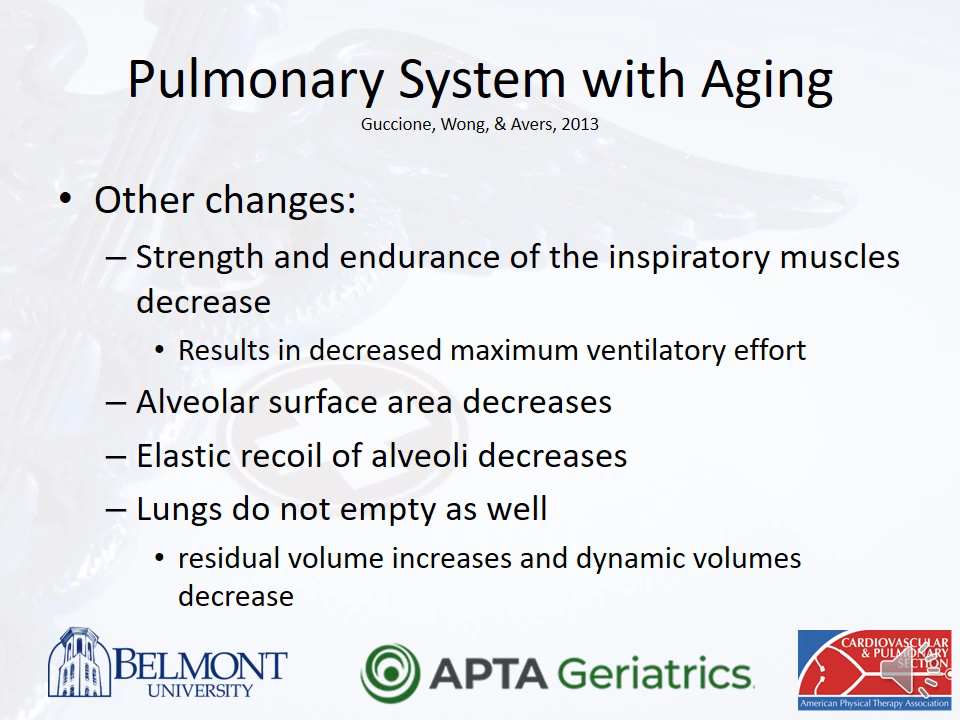 Pulmonary System with Aging
Guccione, Wong, & Avers, 2013
• Other changes:
– Strength and endurance of the inspiratory muscles
decrease
• Results in decreased maximum ventilatory effort
– Alveolar surface area decreases
– Elastic recoil of alveoli decreases
– Lungs do not empty as well
• residual volume increases and dynamic volumes
decrease
BELMONT
UNIVERSITY
APTA Geriatrics.
CARDIOVASCULAR
& PULMONARY
SECTION
American Physical Therapy Association